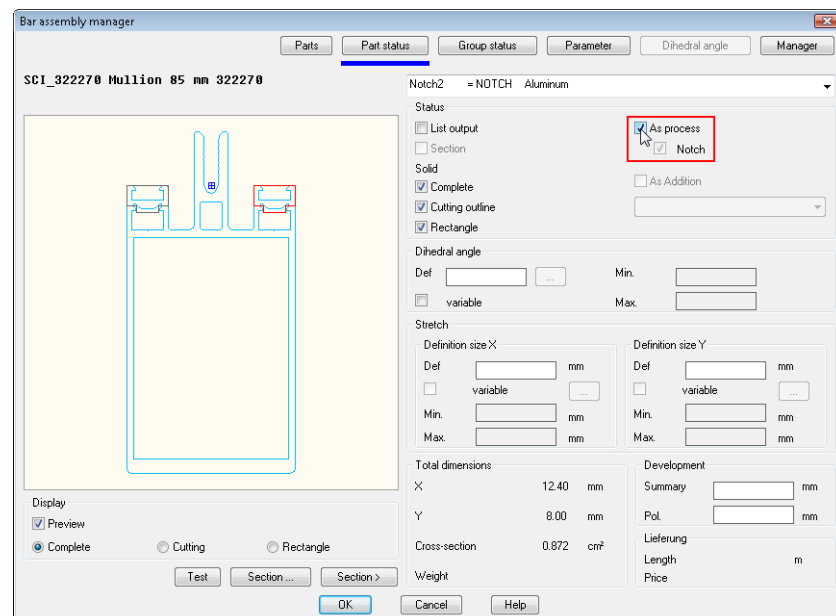 Bar assembly manager
Parts Part status Group status Parameter Dihedral angle Manager
SCI_322270 Mullion 85 mm 322270
Notch2 = NOTCH Aluminum
Status
List output As process
Section Notch
Solid
Complete As Addition
Cutting outline
Rectangle
Dihedral angle
Def ... Min.
variable Max.
Stretch
Definition size X Definition size Y
Def mm Def mm
variable ... variable ...
Min. mm Min. mm
Max. mm Max. mm
Total dimensions Development
X 12.40 mm Summary mm
Y 8.00 mm Pol. mm
Cross-section 0.872 cm² Lieferung
Length m
Weight Price
Display
Preview
Complete Cutting Rectangle
Test Section ... Section >
OK Cancel Help